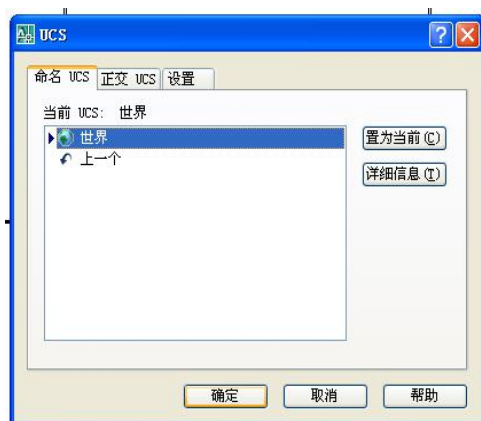 UCS
命名 UCS 正交 UCS 设置
当前 UCS: 世界
世界
上一个
置为当前(C)
详细信息(T)
确定 取消 帮助